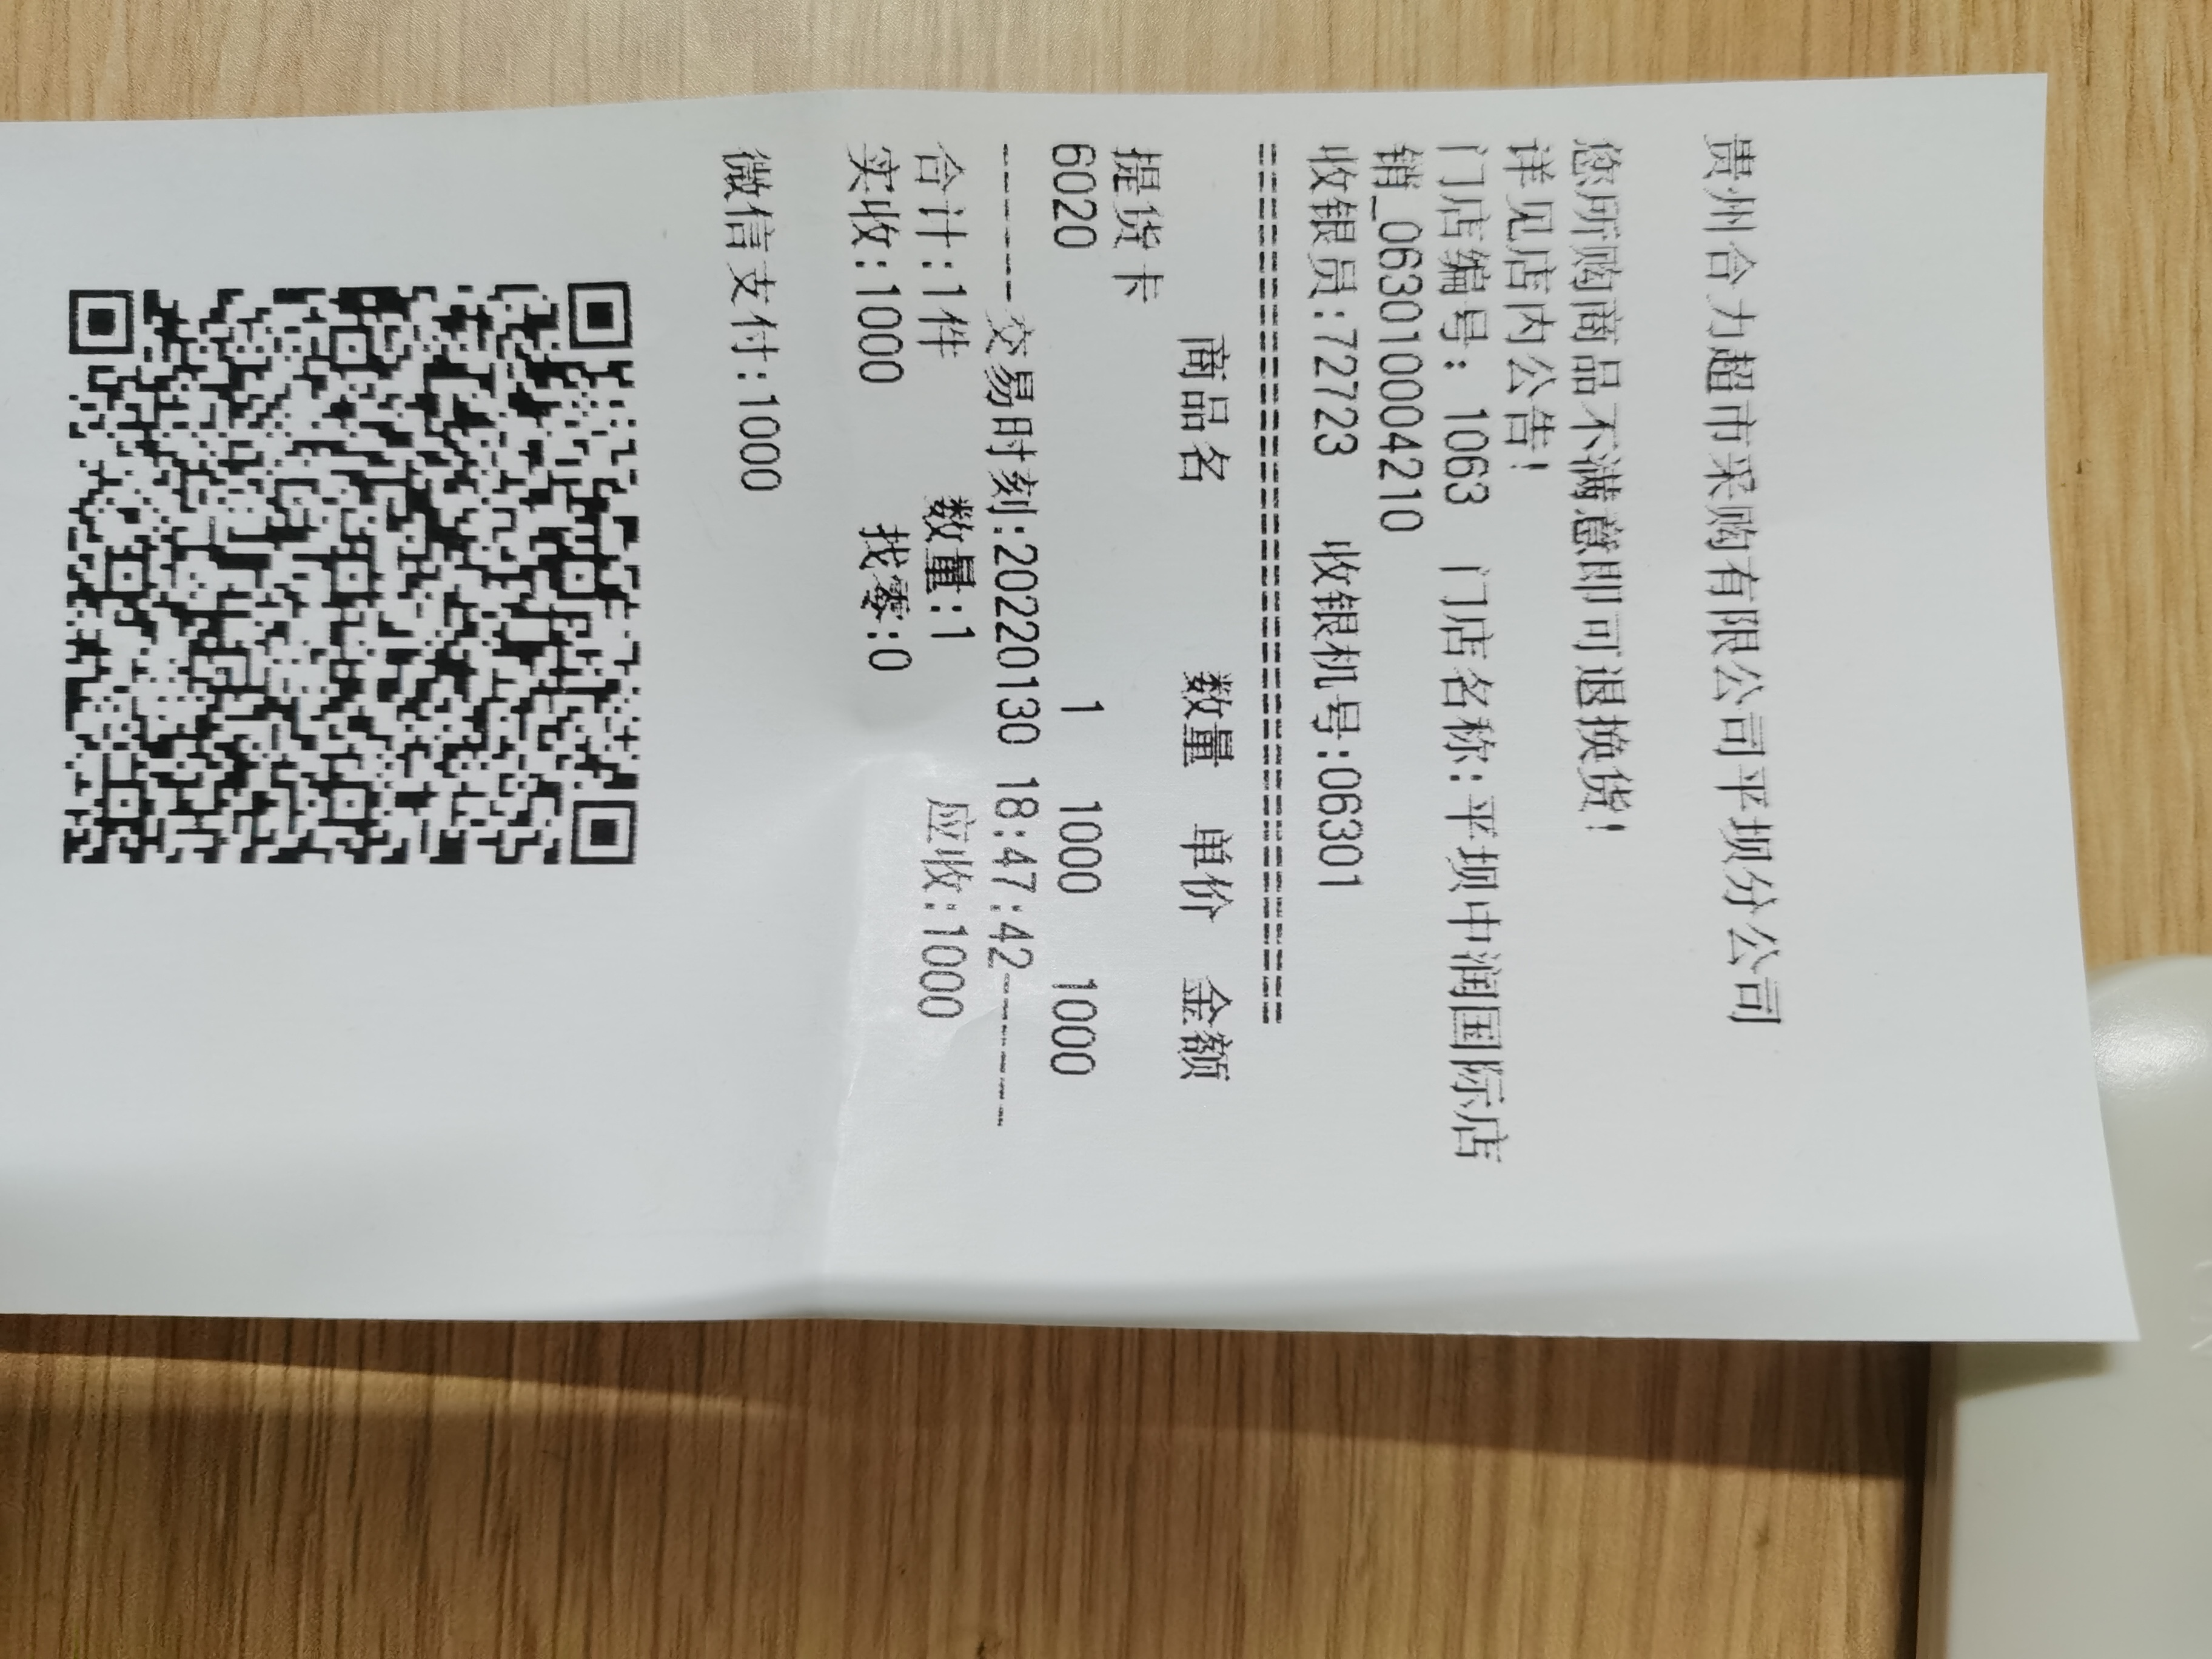 贵州合力超市采购有限公司平坝分公司
您所购商品不满意即可退换货!
详见店内公告!
门店编号: 1063 门店名称:平坝中润国际店
销_063010004210
收银员:72723 收银机号:06301
================================================
商品名 数量 单价 金额
提货卡
6020 1 1000 1000
-------交易时刻:20220130 18:47:42--------
合计:1件 数量:1 应收:1000
实收:1000 找零:0
微信支付:1000